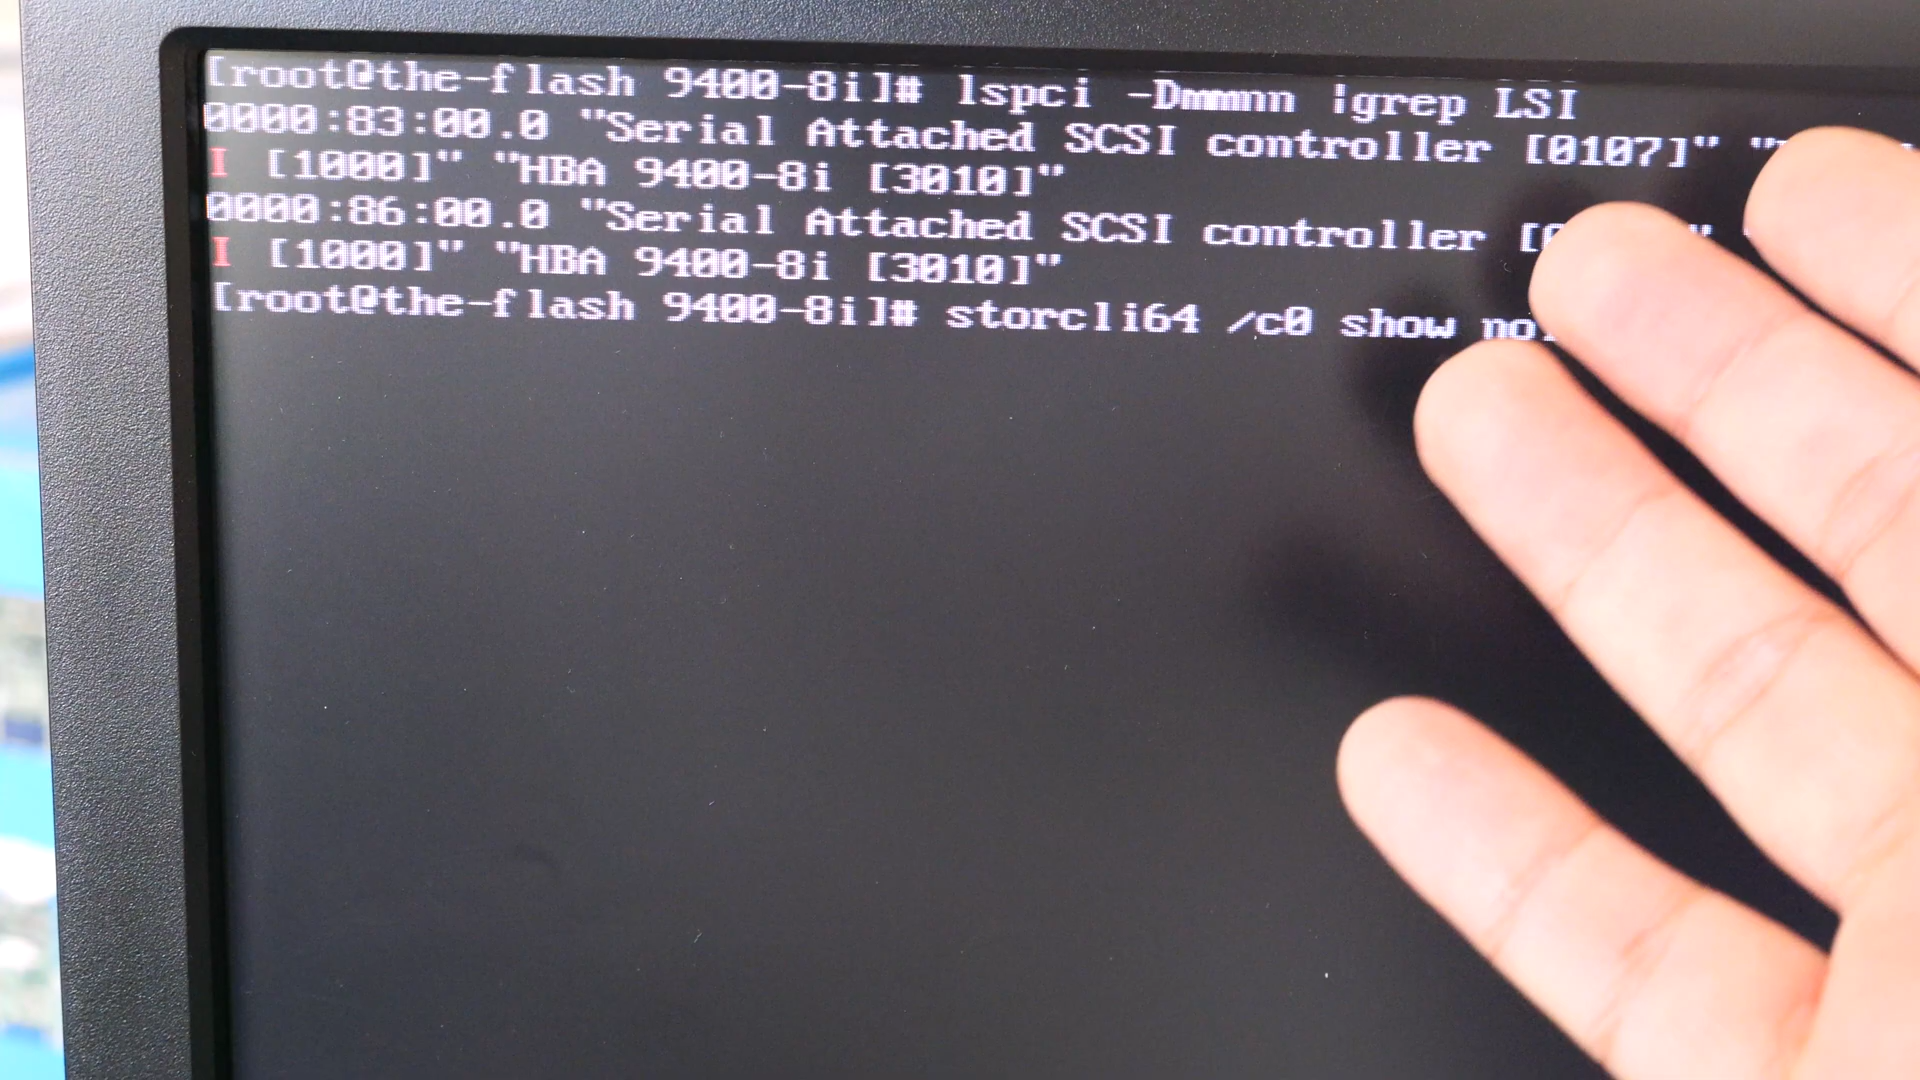 [root@the-flash 9400-8i]# lspci -Dmmnn |grep LSI
0000:83:00.0 "Serial Attached SCSI controller [0107]"
I [1000]" "HBA 9400-8i [3010]"
0000:86:00.0 "Serial Attached SCSI controller
I [1000]" "HBA 9400-8i [3010]"
[root@the-flash 9400-8i]# storcli64 /c0 show